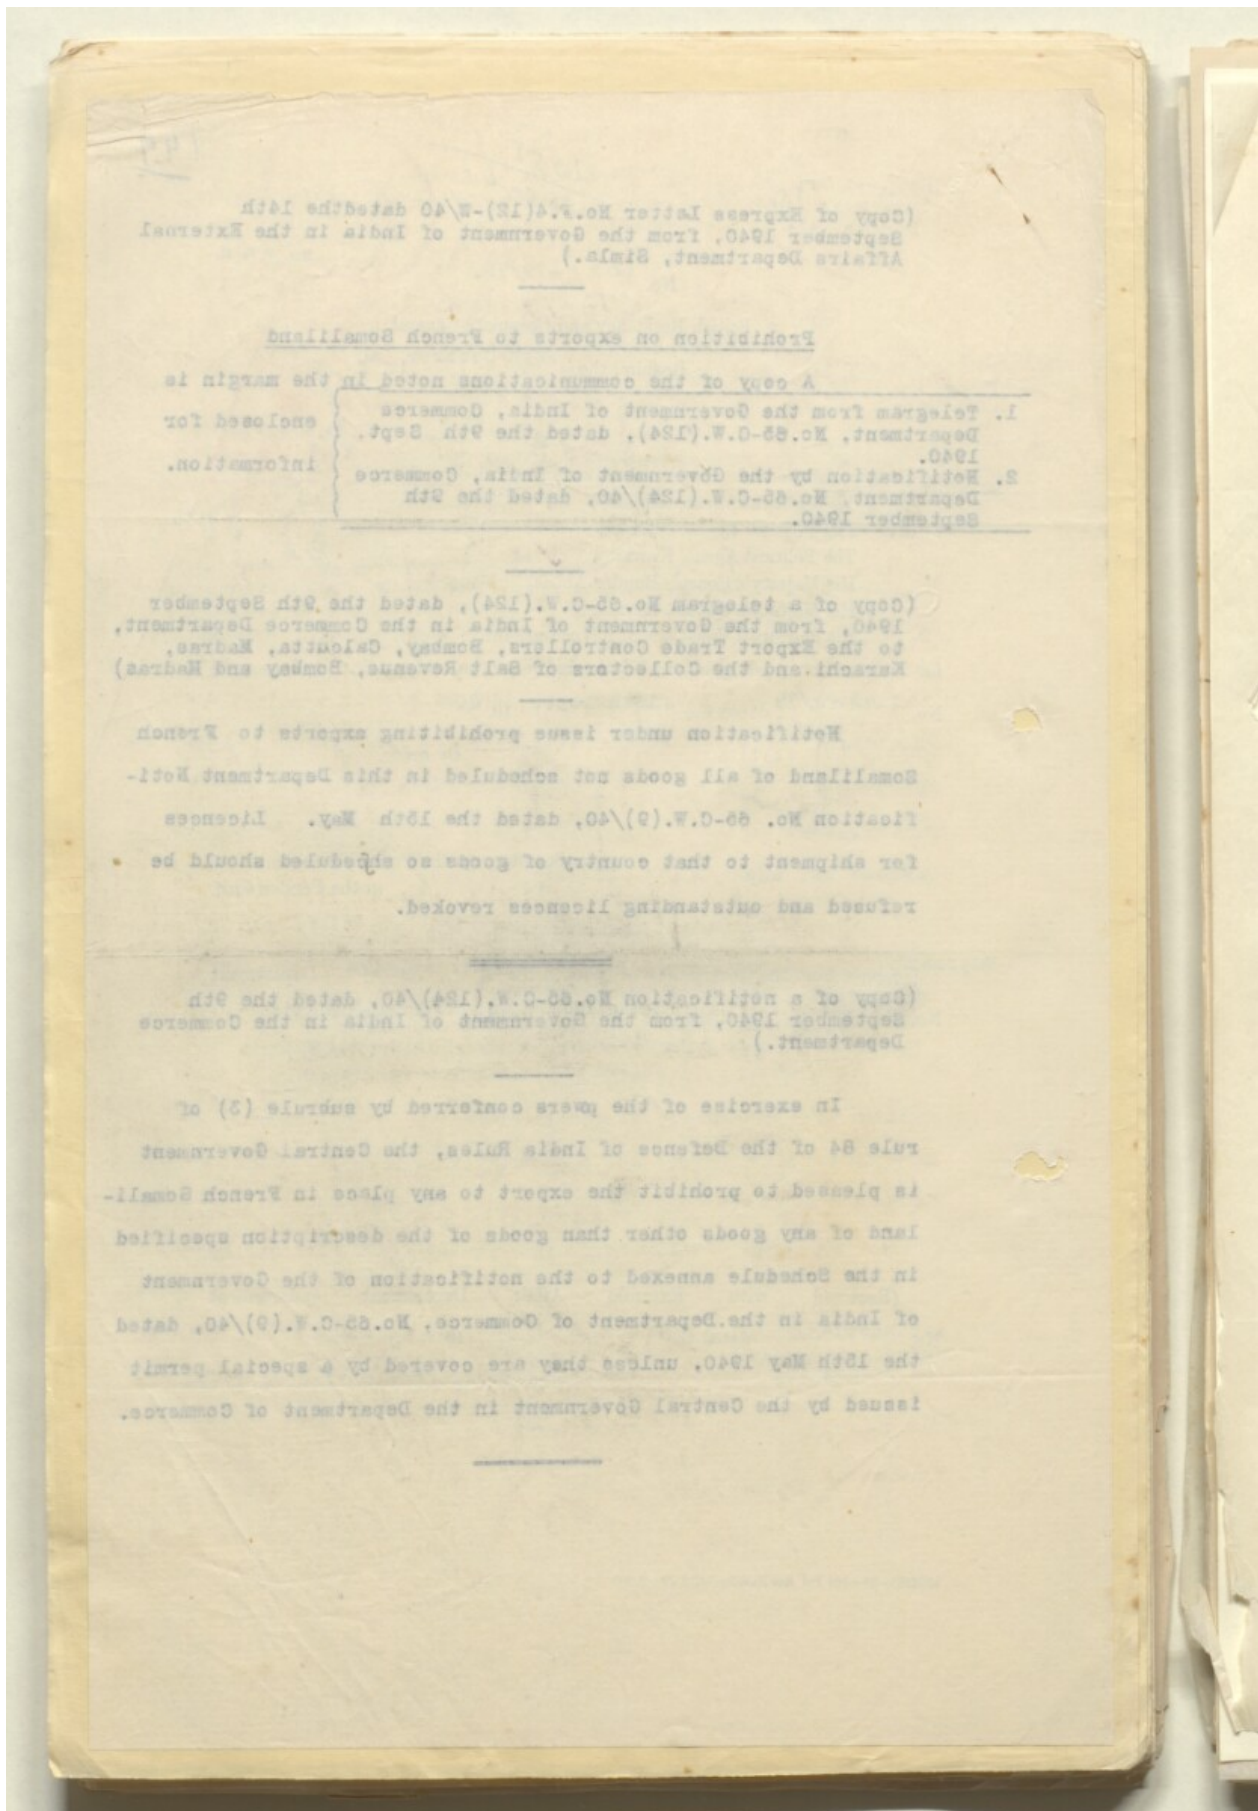 (Copy of Express Letter No.F.4(12)-W/40 datedthe 14th
September 1940, from the Government of India in the External
Affairs Department, Simla.)
Prohibition on exports to French Somaliland
A copy of the communications noted in the margin is
1. Telegram from the Government of India, Commerce
Department, No.65-C.W.(124), dated the 9th Sept.
1940.
enclosed for
2. Notification by the Government of India, Commerce
Department, No.65-C.W.(124)/40, dated the 9th
September 1940.
information.
(Copy of a telegram No.65-C.W.(124), dated the 9th September
1940, from the Government of India in the Commerce Department,
to the Export Trade Controllers, Bombay, Calcutta, Madras,
Karachi.and the Collectors of Salt Revenue, Bombay and Madras)
Notification under issue prohibiting exports to French
Somaliland of all goods not scheduled in this Department Noti-
fication No. 65-C.W.(9)/40, dated the 15th May. Licences
for shipment to that country of goods so scheduled should be
refused and outstanding licences revoked.
(Copy of a notification No.65-C.W.(124)/40, dated the 9th
September 1940, from the Government of India in the Commerce
Department.)
In exercise of the powers conferred by subrule (3) of
rule 84 of the Defence of India Rules, the Central Government
is pleased to prohibit the export to any place in French Somali-
land of any goods other than goods of the description specified
in the Schedule annexed to the notification of the Government
of India in the Department of Commerce, No.65-C.W.(9)/40, dated
the 15th May 1940, unless they are covered by a special permit
issued by the Central Government in the Department of Commerce.